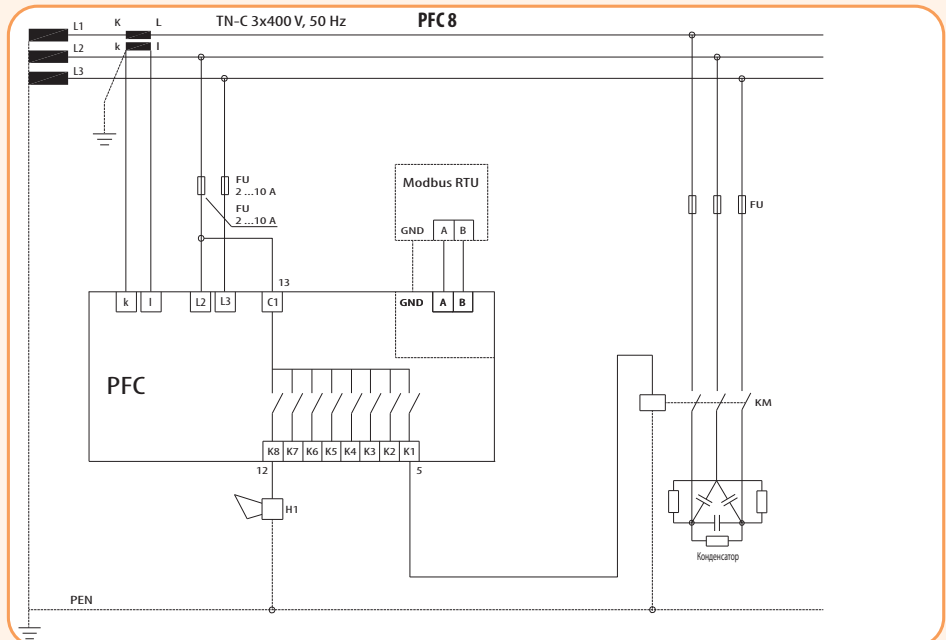 TN-C 3x400 V, 50 Hz
PFC 8
L1
K
L
L2
k
l
L3
FU
2 ...10 A
FU
2 ...10 A
Modbus RTU
GND
A
B
FU
13
k
l
L2
L3
C1
GND
A
B
PFC
KM
K8
K7
K6
K5
K4
K3
K2
K1
12
5
H1
Конденсатор
PEN